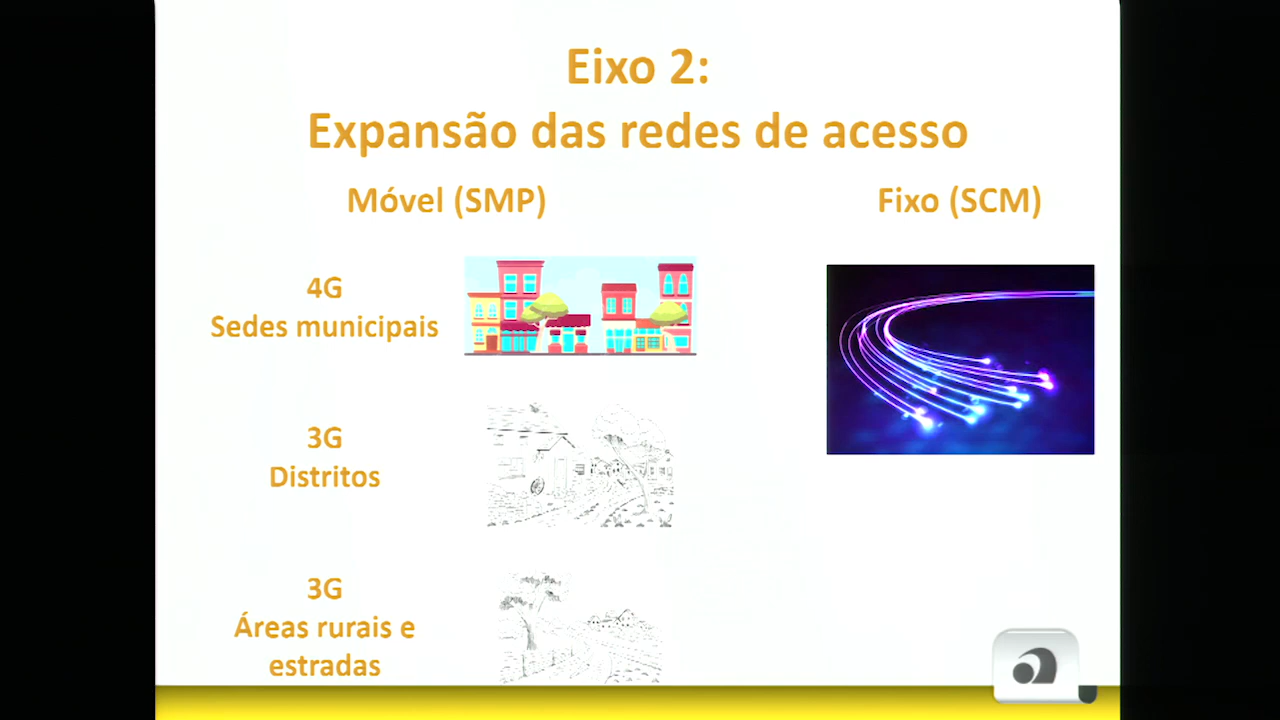 Eixo 2:
Expansão das redes de acesso
Móvel (SMP)
Fixo (SCM)
4G
Sedes municipais
3G
Distritos
3G
Áreas rurais e
estradas